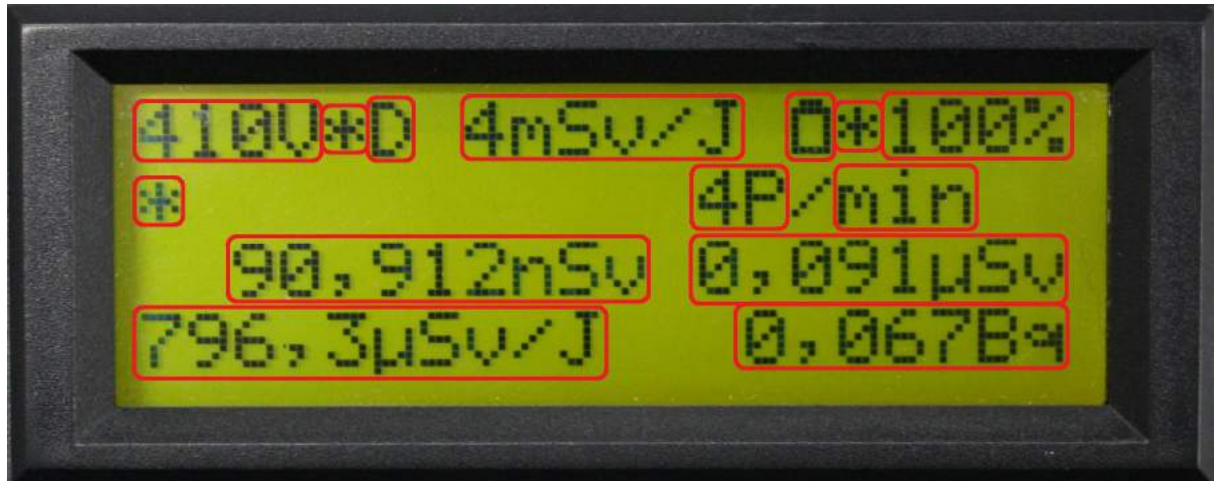 410V*D 4mSv/J *100%
* 4P/min
90,912nSv 0,091µSv
796,3µSv/J 0,067Bq